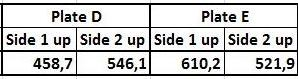 Plate D Plate E
Side 1 up Side 2 up Side 1 up Side 2 up
458,7 546,1 610,2 521,9